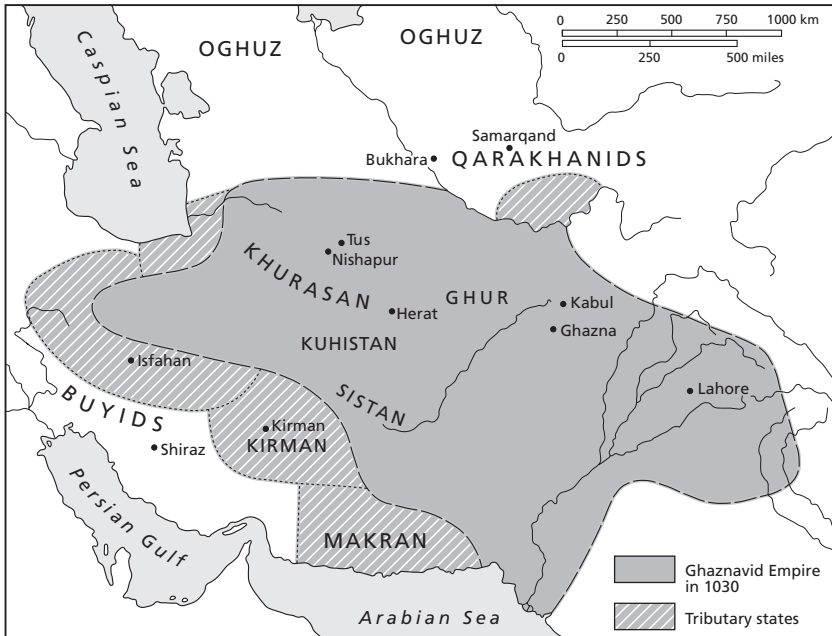 OGHUZ
OGHUZ
0 250 500 750 1000 km
0 250 500 miles
Caspian Sea
Samarqand
Bukhara
QARAKHANIDS
Tus
Nishapur
KHURASAN
GHUR
Herat
Kabul
Ghazna
KUHISTAN
Isfahan
SISTAN
Lahore
BUYIDS
Kirman
KIRMAN
Shiraz
Persian Gulf
MAKRAN
Arabian Sea
Ghaznavid Empire
in 1030
Tributary states